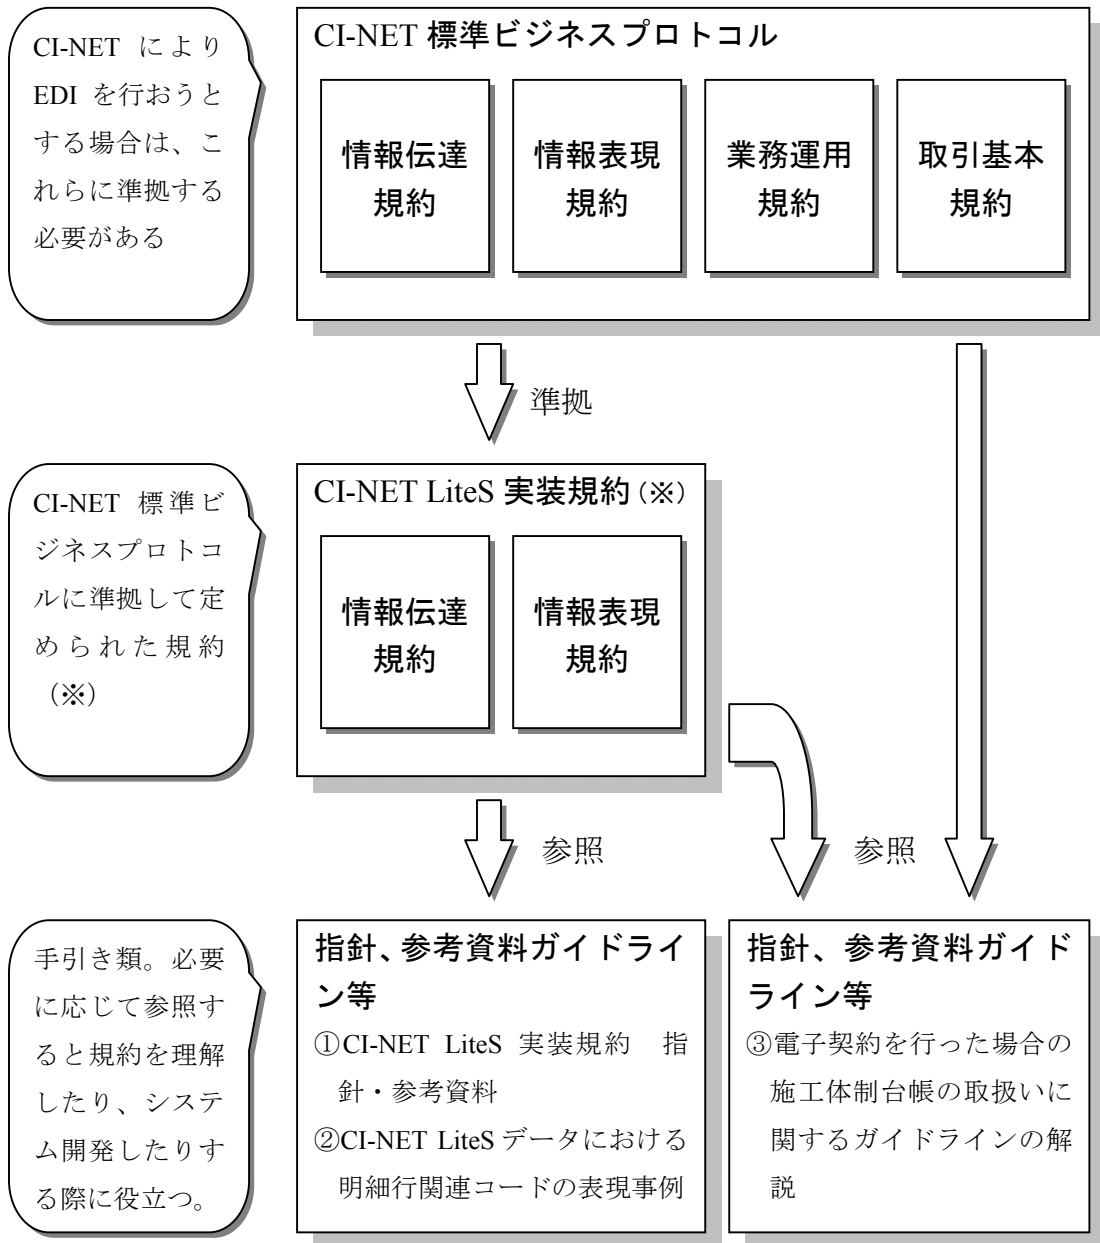 CI-NET により
EDI を行おうと
する場合は、こ
れらに準拠する
必要がある
CI-NET 標準ビジネスプロトコル
情報伝達
規約
情報表現
規約
業務運用
規約
取引基本
規約
準拠
CI-NET 標準ビ
ジネスプロトコ
ルに準拠して定
められた規約
(※)
CI-NET LiteS 実装規約(※)
情報伝達
規約
情報表現
規約
参照
参照
手引き類。必要
に応じて参照す
ると規約を理解
したり、システ
ム開発したりす
る際に役立つ。
指針、参考資料ガイドライ
ン等
①CI-NET LiteS 実装規約 指
針・参考資料
②CI-NET LiteS データにおける
明細行関連コードの表現事例
指針、参考資料ガイド
ライン等
③電子契約を行った場合の
施工体制台帳の取扱いに
関するガイドラインの解
説